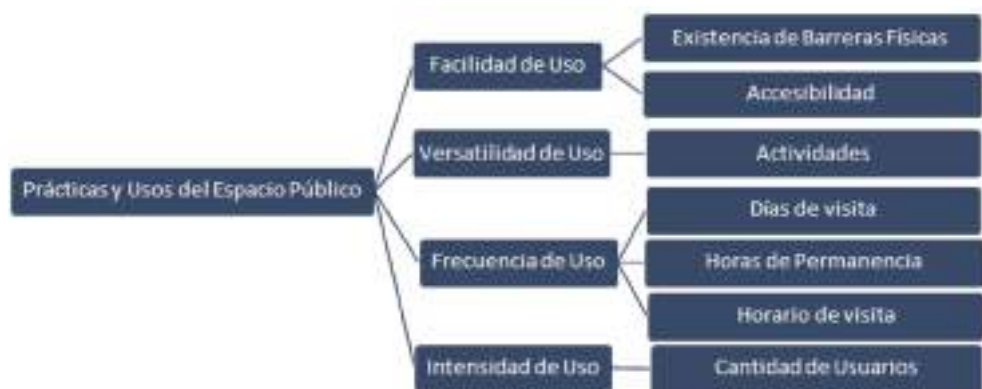 Prácticas y Usos del Espacio Público
Facilidad de Uso
Existencia de Barreras Físicas
Accesibilidad
Versatilidad de Uso
Actividades
Frecuencia de Uso
Días de visita
Horas de Permanencia
Horario de visita
Intensidad de Uso
Cantidad de Usuarios